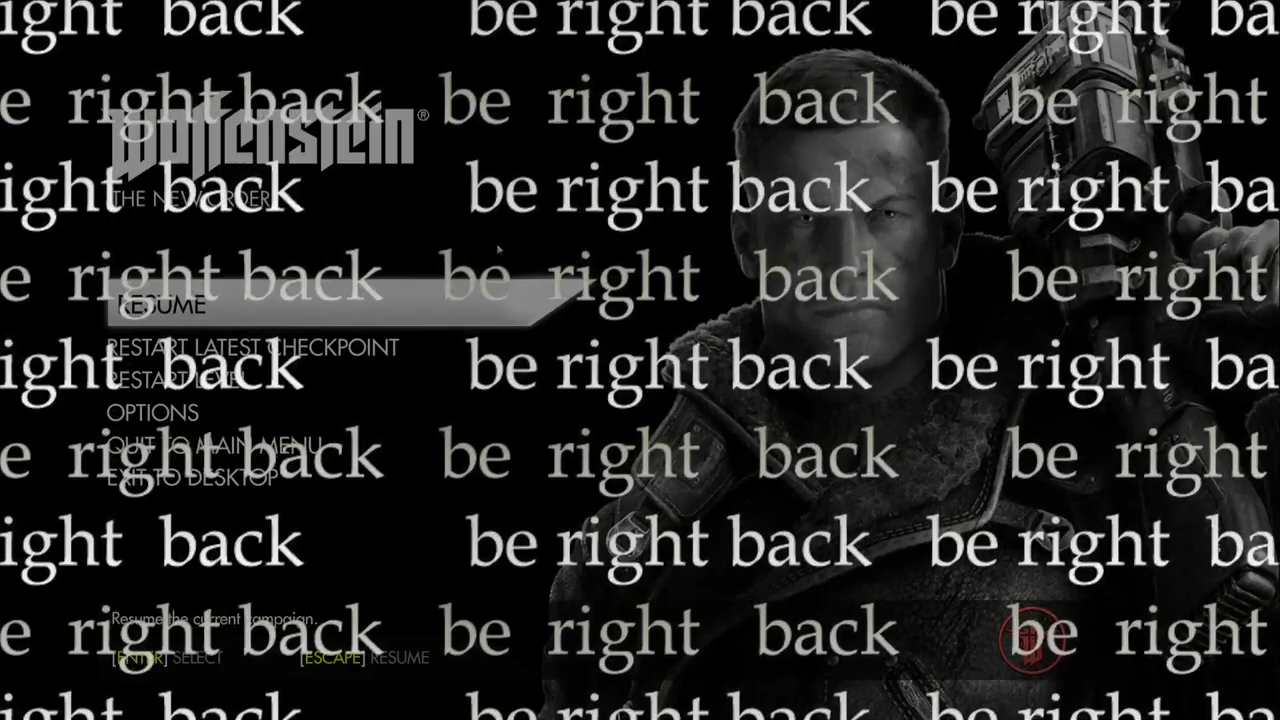 ight back be right back be right ba
e right back be right back be right
Wolfenstein®
ight back be right back be right ba
THE NEW ORDER
e right back be right back be right
RESUME
RESTART LATEST CHECKPOINT
ight back be right back be right ba
RESTART LEVEL
OPTIONS
QUIT TO MAIN MENU
e right back be right back be right
EXIT TO DESKTOP
ight back be right back be right ba
Resume the current campaign.
e right back be right back be right
[ENTER] SELECT [ESCAPE] RESUME
ight back be right back be right ba